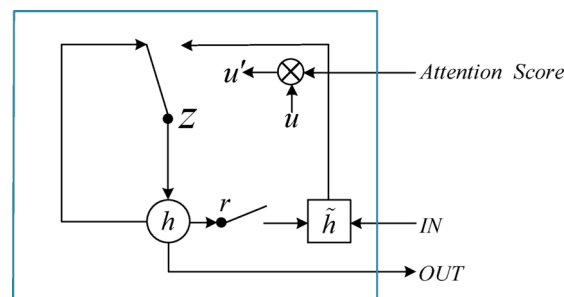 u' u Attention Score
z
h r h̃ IN
OUT